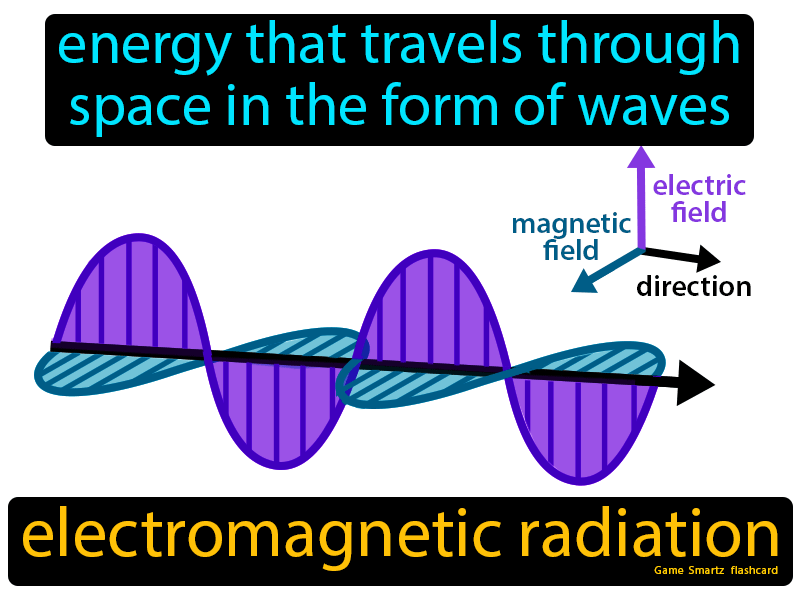 energy that travels through
space in the form of waves
electric
field
magnetic
field
direction
electromagnetic radiation
Game Smartz flashcard